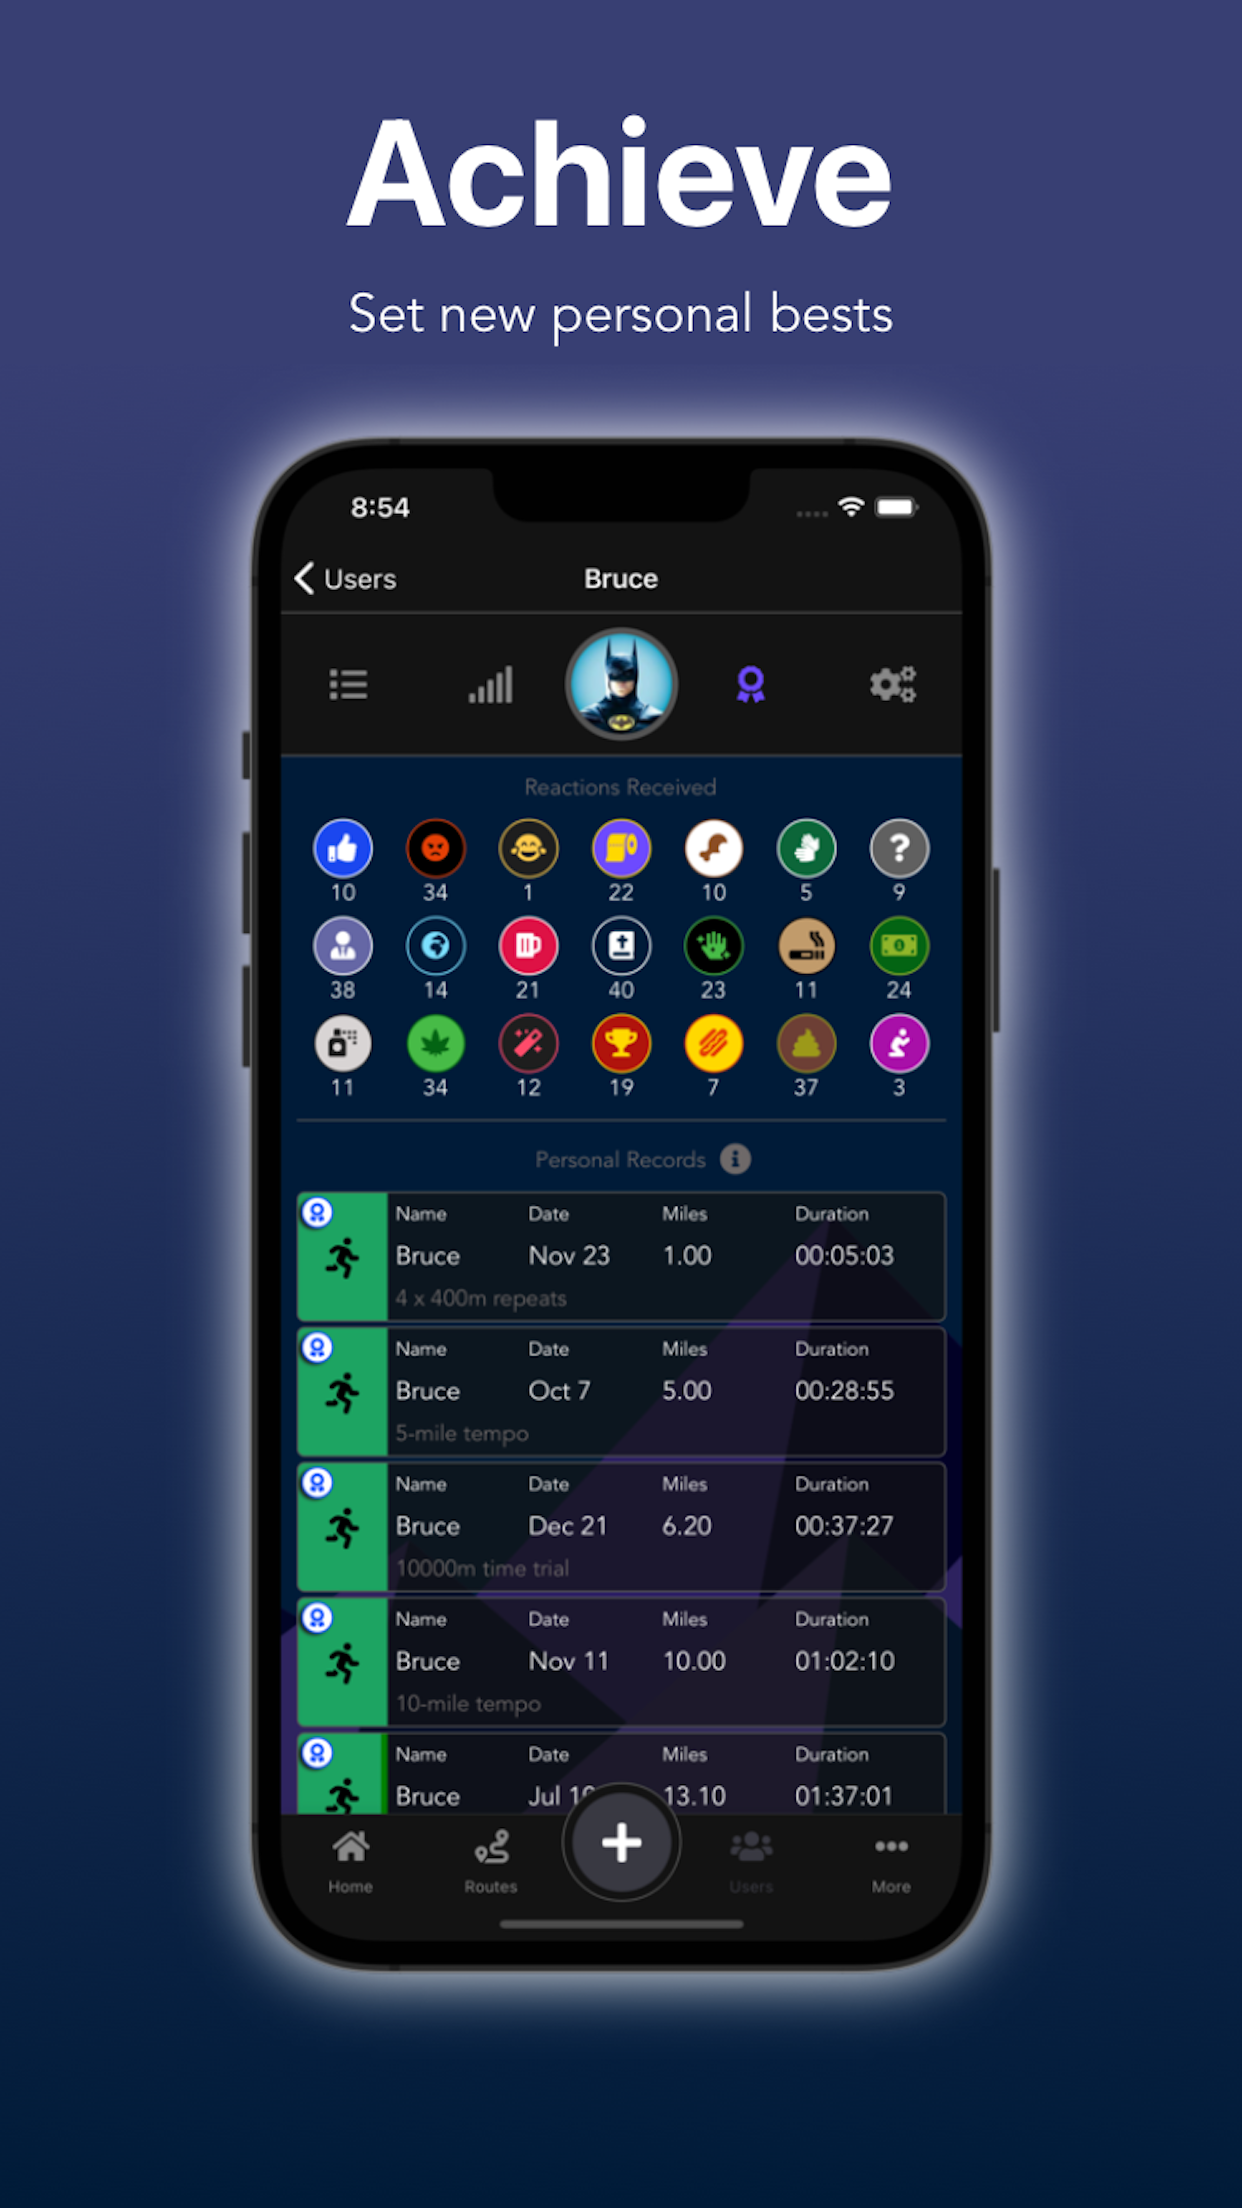 Achieve
Set new personal bests
8:54
Users Bruce
Reactions Received
10 34 1 22 10 5 9
38 14 21 40 23 11 24
11 34 12 19 7 37 3
Personal Records
Name Date Miles Duration
Bruce Nov 23 1.00 00:05:03
4 x 400m repeats
Name Date Miles Duration
Bruce Oct 7 5.00 00:28:55
5-mile tempo
Name Date Miles Duration
Bruce Dec 21 6.20 00:37:27
10000m time trial
Name Date Miles Duration
Bruce Nov 11 10.00 01:02:10
10-mile tempo
Name Date Miles Duration
Bruce Jul 13.10 01:37:01
Home Routes Users More